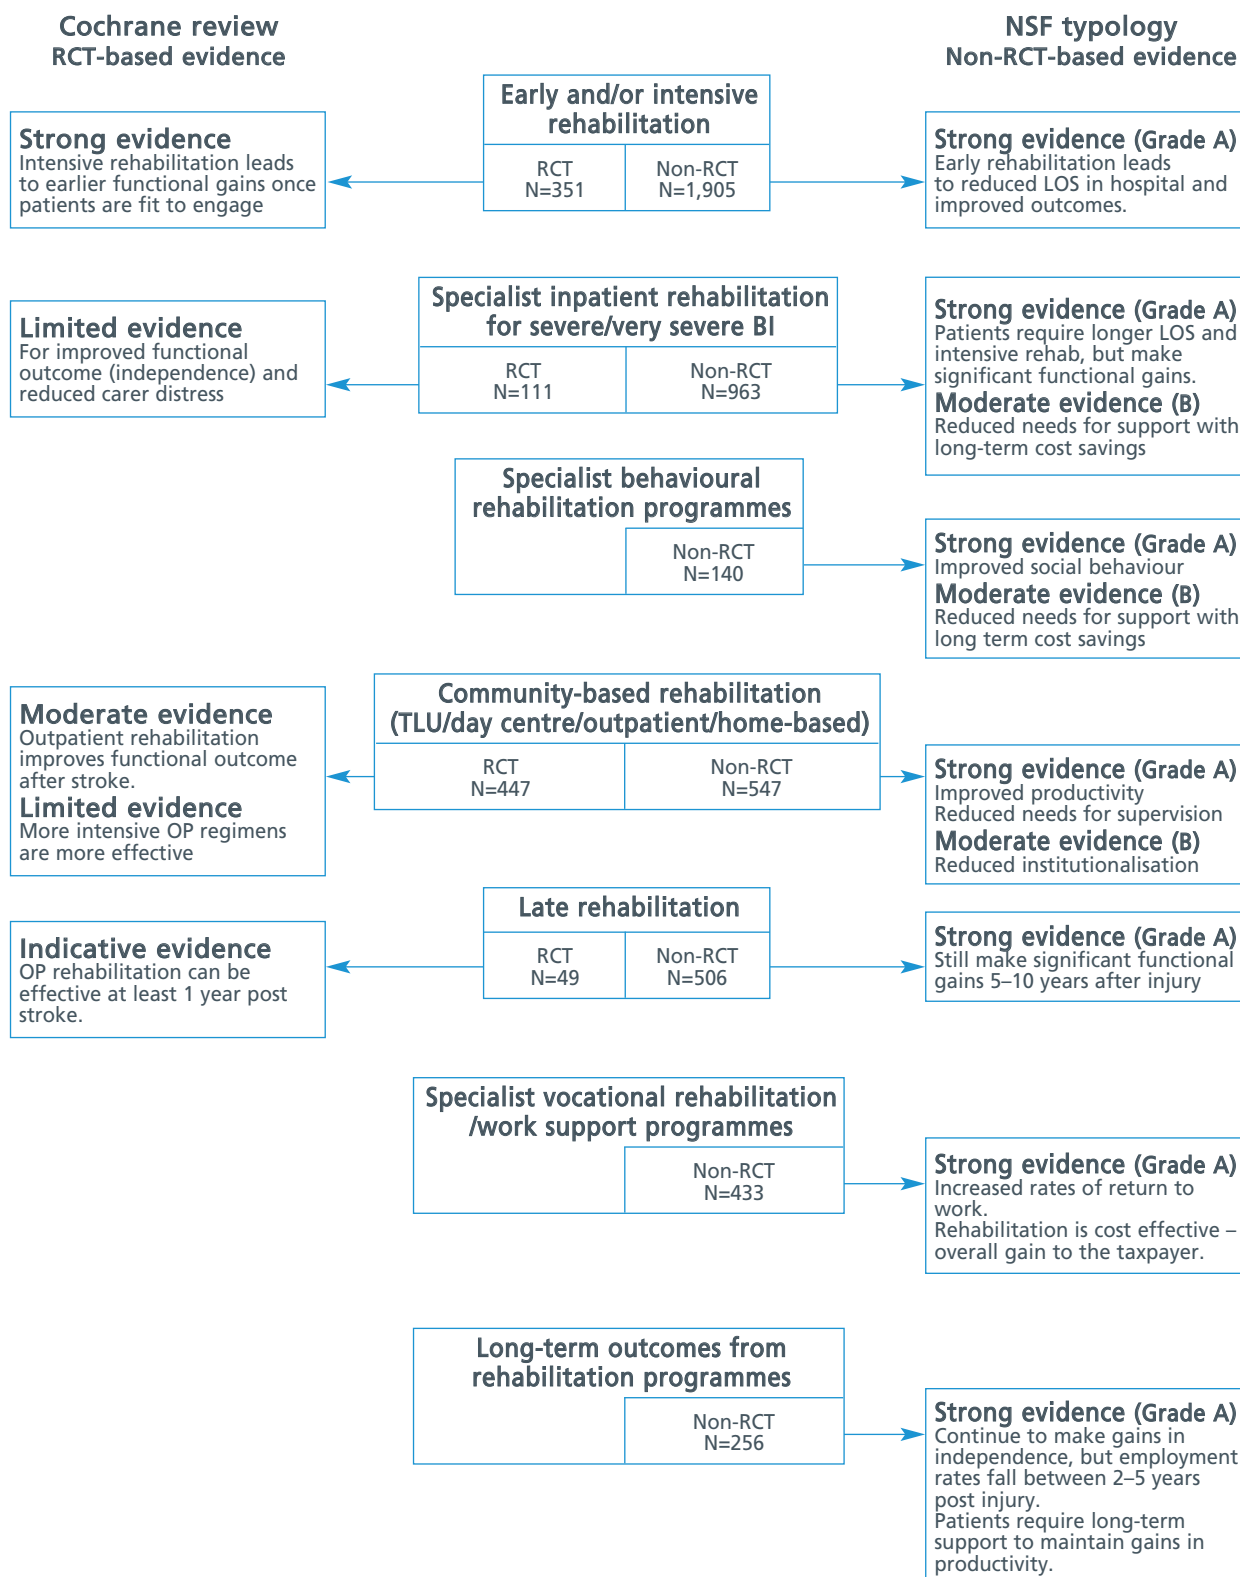 Cochrane review
RCT-based evidence
NSF typology
Non-RCT-based evidence
Early and/or intensive
rehabilitation
RCT
N=351
Non-RCT
N=1,905
Strong evidence
Intensive rehabilitation leads
to earlier functional gains once
patients are fit to engage
Strong evidence (Grade A)
Early rehabilitation leads
to reduced LOS in hospital and
improved outcomes.
Specialist inpatient rehabilitation
for severe/very severe BI
RCT
N=111
Non-RCT
N=963
Limited evidence
For improved functional
outcome (independence) and
reduced carer distress
Strong evidence (Grade A)
Patients require longer LOS and
intensive rehab, but make
significant functional gains.
Moderate evidence (B)
Reduced needs for support with
long-term cost savings
Specialist behavioural
rehabilitation programmes
Non-RCT
N=140
Strong evidence (Grade A)
Improved social behaviour
Moderate evidence (B)
Reduced needs for support with
long term cost savings
Community-based rehabilitation
(TLU/day centre/outpatient/home-based)
RCT
N=447
Non-RCT
N=547
Moderate evidence
Outpatient rehabilitation
improves functional outcome
after stroke.
Limited evidence
More intensive OP regimens
are more effective
Strong evidence (Grade A)
Improved productivity
Reduced needs for supervision
Moderate evidence (B)
Reduced institutionalisation
Late rehabilitation
RCT
N=49
Non-RCT
N=506
Indicative evidence
OP rehabilitation can be
effective at least 1 year post
stroke.
Strong evidence (Grade A)
Still make significant functional
gains 5–10 years after injury
Specialist vocational rehabilitation
/work support programmes
Non-RCT
N=433
Strong evidence (Grade A)
Increased rates of return to
work.
Rehabilitation is cost effective –
overall gain to the taxpayer.
Long-term outcomes from
rehabilitation programmes
Non-RCT
N=256
Strong evidence (Grade A)
Continue to make gains in
independence, but employment
rates fall between 2–5 years
post injury.
Patients require long-term
support to maintain gains in
productivity.